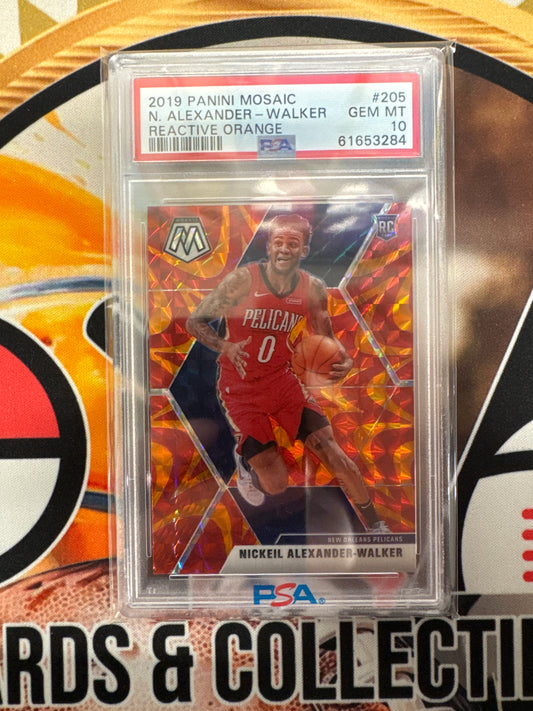 2019 PANINI MOSAIC #205
N. ALEXANDER-WALKER GEM MT
REACTIVE ORANGE 10
PSA 61653284
M
RC
PELICANS
0
NEW ORLEANS PELICANS
NICKEIL ALEXANDER-WALKER
PSA
ARDS & COLLECTI